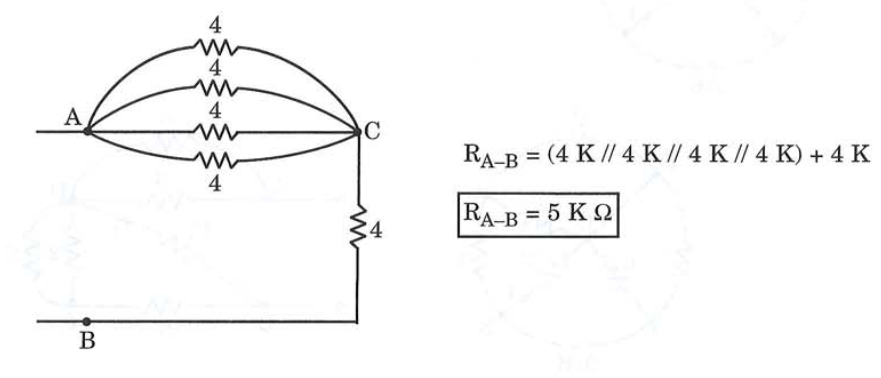 4
4
4
A
C
4
4
B
R_{A–B} = (4 K // 4 K // 4 K // 4 K) + 4 K
R_{A–B} = 5 K Ω